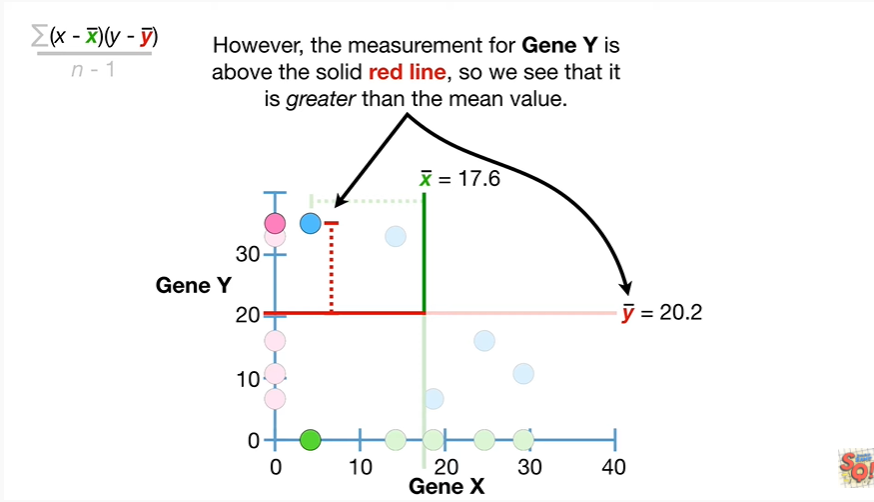 ∑(x - x̅)(y - y̅)
n - 1
However, the measurement for Gene Y is
above the solid red line, so we see that it
is greater than the mean value.
x̅ = 17.6
30
Gene Y
20
y̅ = 20.2
10
0
0 10 20 30 40
Gene X
SQ!